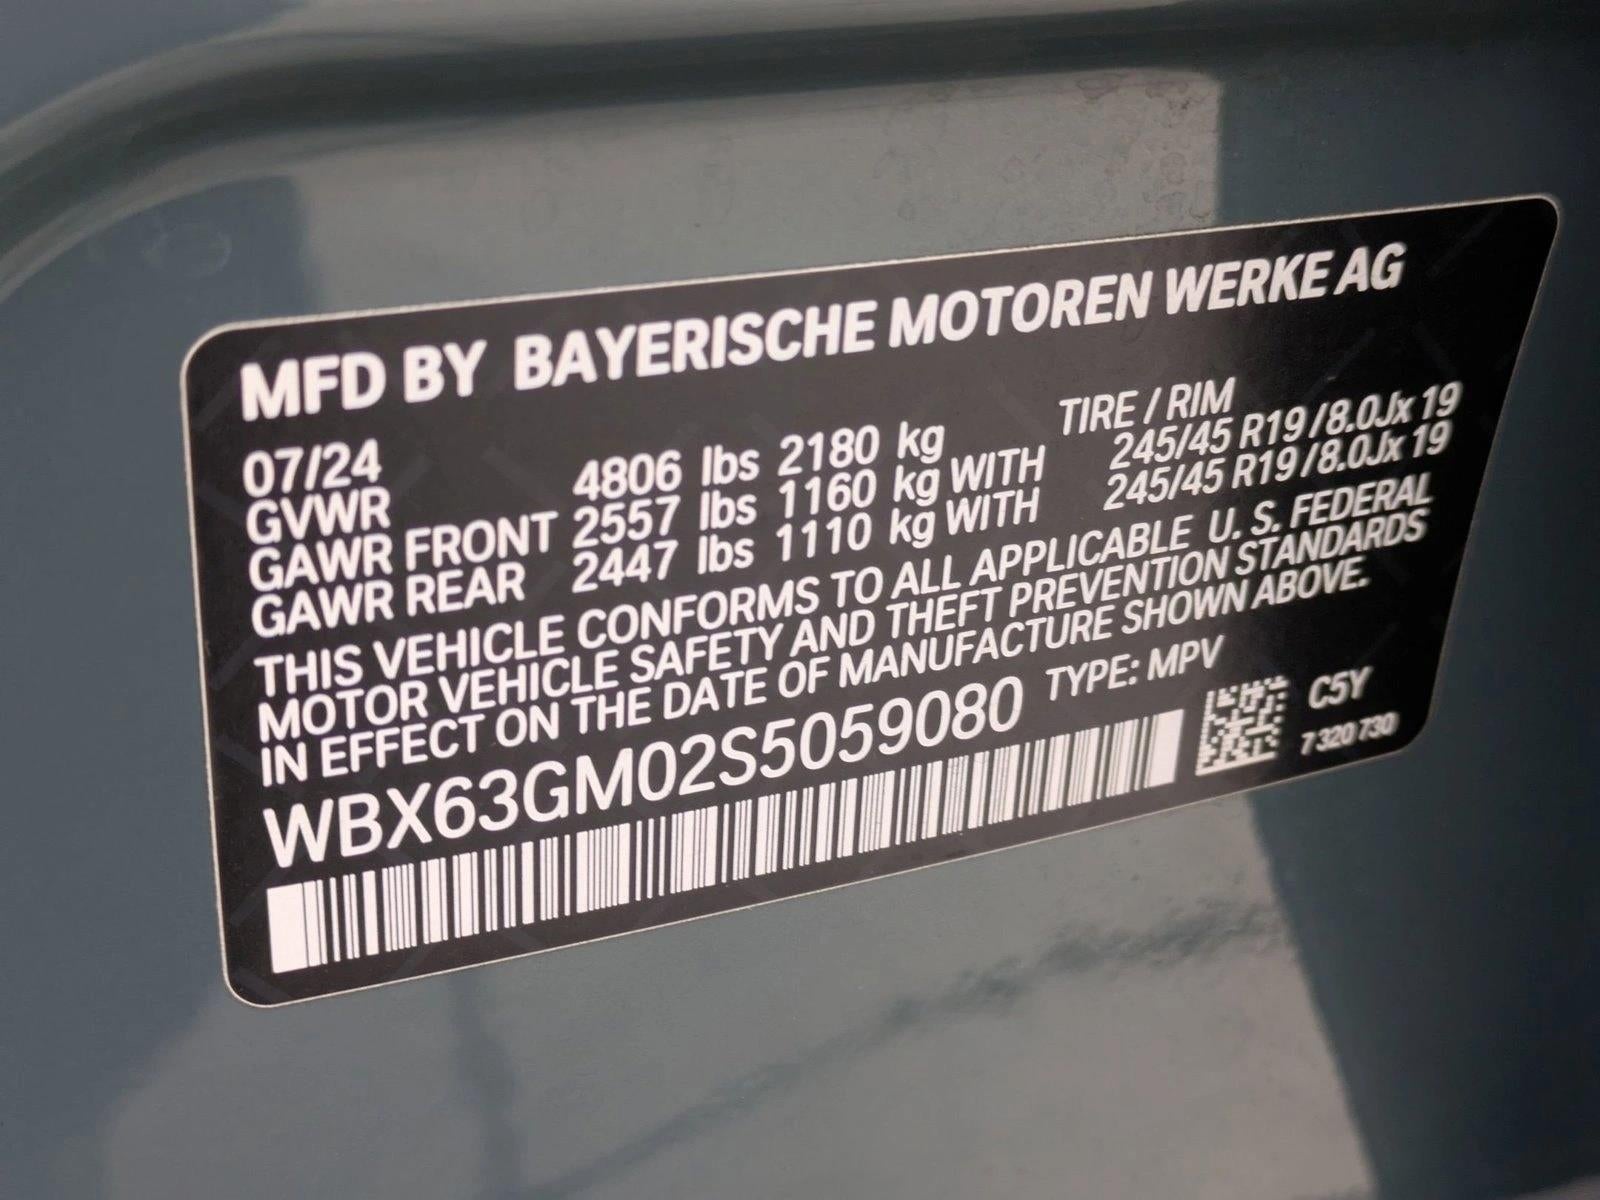 MFD BY BAYERISCHE MOTOREN WERKE AG
07/24 TIRE / RIM
GVWR 4806 lbs 2180 kg
GAWR FRONT 2557 lbs 1160 kg WITH 245/45 R19 /8.0Jx 19
GAWR REAR 2447 lbs 1110 kg WITH 245/45 R19 /8.0Jx 19
THIS VEHICLE CONFORMS TO ALL APPLICABLE U. S. FEDERAL
MOTOR VEHICLE SAFETY AND THEFT PREVENTION STANDARDS
IN EFFECT ON THE DATE OF MANUFACTURE SHOWN ABOVE.
WBX63GM02S5059080 TYPE: MPV
C5Y
7 320 730